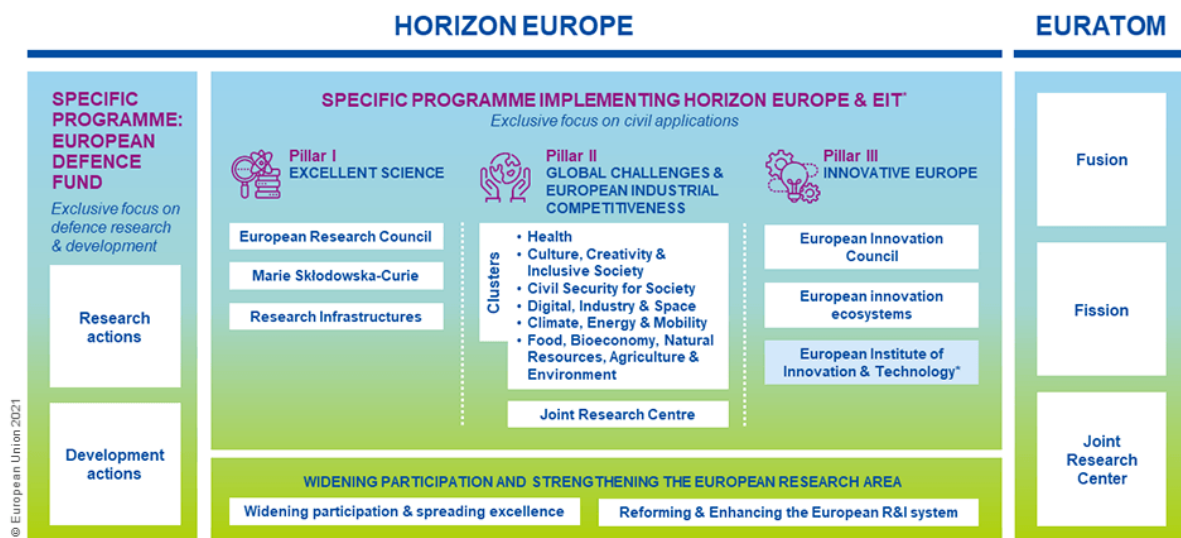 HORIZON EUROPE
EURATOM
SPECIFIC
PROGRAMME:
EUROPEAN
DEFENCE
FUND
Exclusive focus on
defence research
& development
Research
actions
Development
actions
SPECIFIC PROGRAMME IMPLEMENTING HORIZON EUROPE & EIT*
Exclusive focus on civil applications
Pillar I
EXCELLENT SCIENCE
European Research Council
Marie Skłodowska-Curie
Research Infrastructures
Pillar II
GLOBAL CHALLENGES &
EUROPEAN INDUSTRIAL
COMPETITIVENESS
Clusters
• Health
• Culture, Creativity &
Inclusive Society
• Civil Security for Society
• Digital, Industry & Space
• Climate, Energy & Mobility
• Food, Bioeconomy, Natural
Resources, Agriculture &
Environment
Joint Research Centre
Pillar III
INNOVATIVE EUROPE
European Innovation
Council
European innovation
ecosystems
European Institute of
Innovation & Technology*
WIDENING PARTICIPATION AND STRENGTHENING THE EUROPEAN RESEARCH AREA
Widening participation & spreading excellence
Reforming & Enhancing the European R&I system
Fusion
Fission
Joint
Research
Center
© European Union 2021